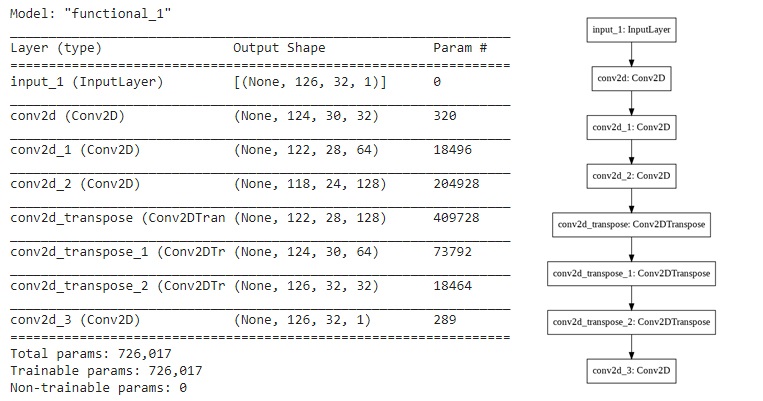 Model: "functional_1"
Layer (type) Output Shape Param #
input_1 (InputLayer) [(None, 126, 32, 1)] 0
conv2d (Conv2D) (None, 124, 30, 32) 320
conv2d_1 (Conv2D) (None, 122, 28, 64) 18496
conv2d_2 (Conv2D) (None, 118, 24, 128) 204928
conv2d_transpose (Conv2DTran (None, 122, 28, 128) 409728
conv2d_transpose_1 (Conv2DTr (None, 124, 30, 64) 73792
conv2d_transpose_2 (Conv2DTr (None, 126, 32, 32) 18464
conv2d_3 (Conv2D) (None, 126, 32, 1) 289
Total params: 726,017
Trainable params: 726,017
Non-trainable params: 0
input_1: InputLayer
conv2d: Conv2D
conv2d_1: Conv2D
conv2d_2: Conv2D
conv2d_transpose: Conv2DTranspose
conv2d_transpose_1: Conv2DTranspose
conv2d_transpose_2: Conv2DTranspose
conv2d_3: Conv2D